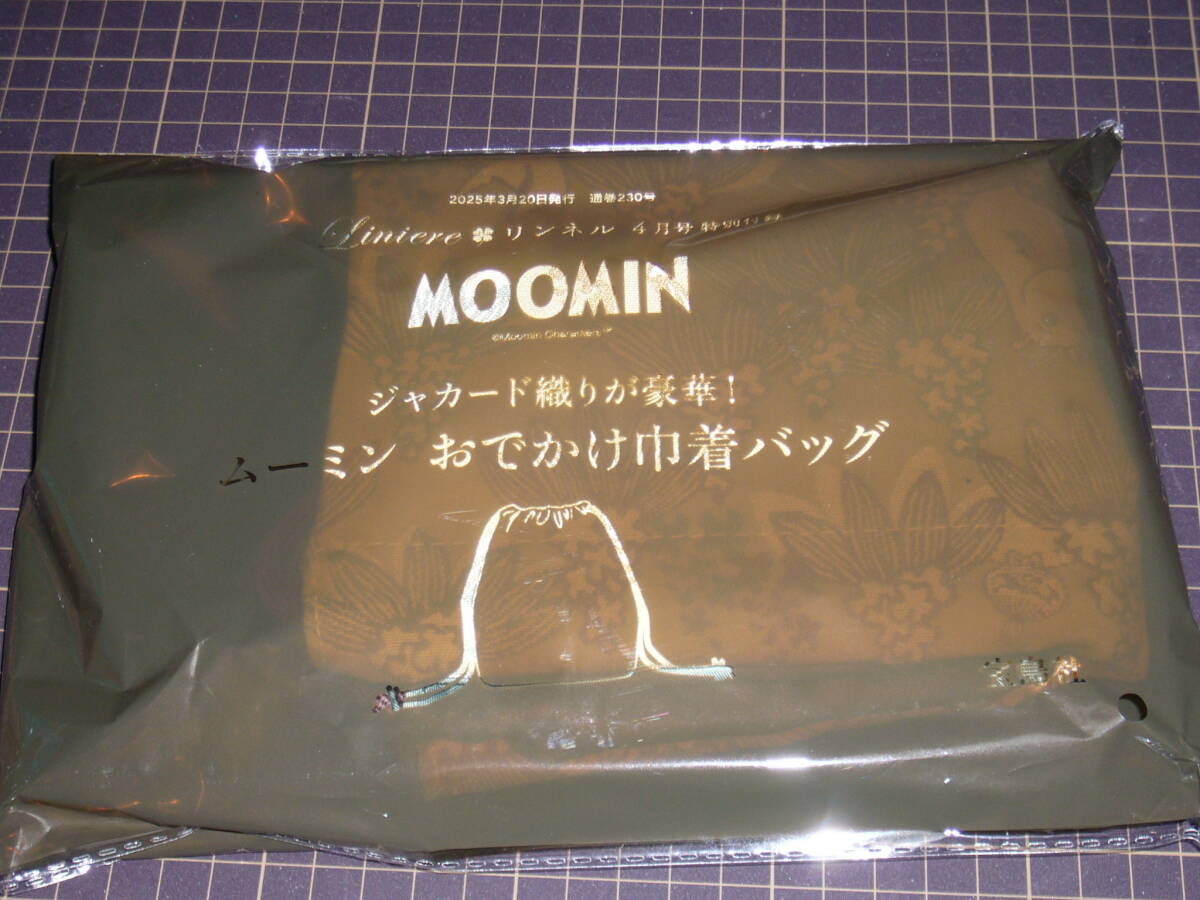 2025年3月20日発行 通巻230号
Liniere リンネル 4月号 特別付録
MOOMIN
©Moomin Characters™
ジャカード織りが豪華!
ムーミン おでかけ巾着バッグ
宝島社